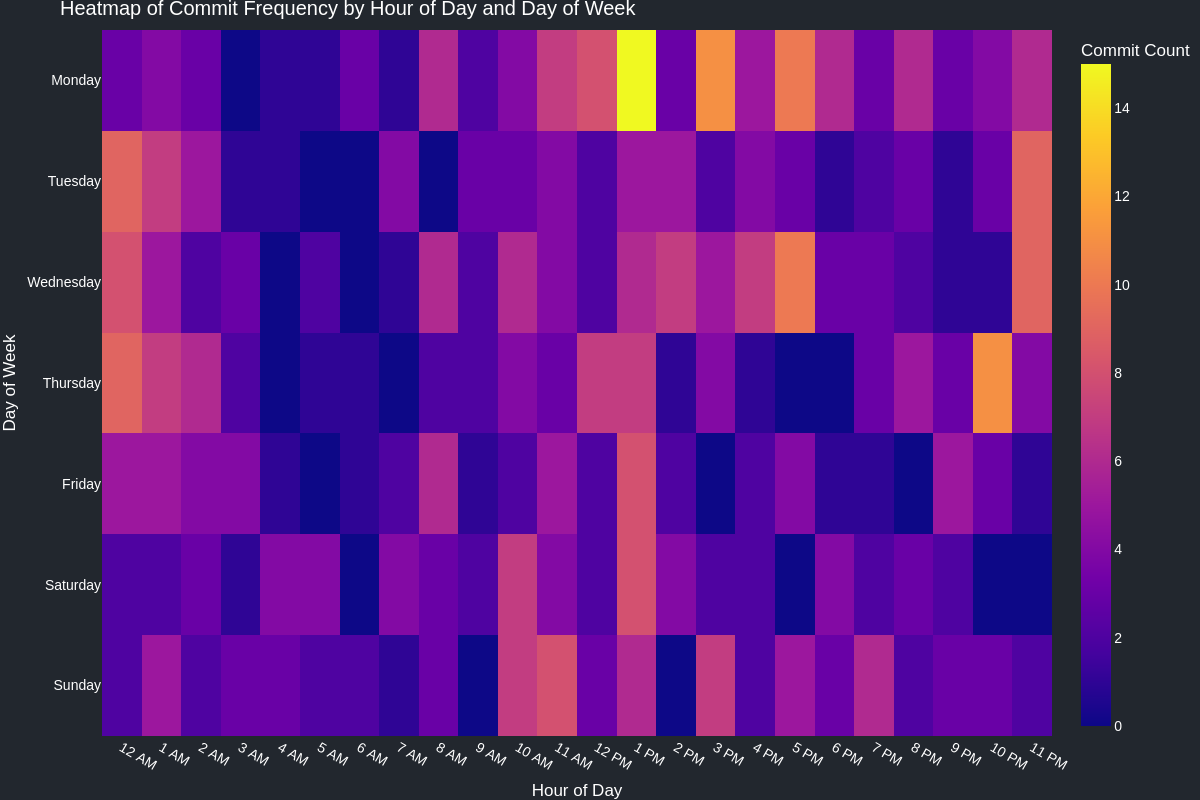 Heatmap of Commit Frequency by Hour of Day and Day of Week
Commit Count
14
12
10
8
6
4
2
0
Day of Week
Monday
Tuesday
Wednesday
Thursday
Friday
Saturday
Sunday
12 AM
1 AM
2 AM
3 AM
4 AM
5 AM
6 AM
7 AM
8 AM
9 AM
10 AM
11 AM
12 PM
1 PM
2 PM
3 PM
4 PM
5 PM
6 PM
7 PM
8 PM
9 PM
10 PM
11 PM
Hour of Day